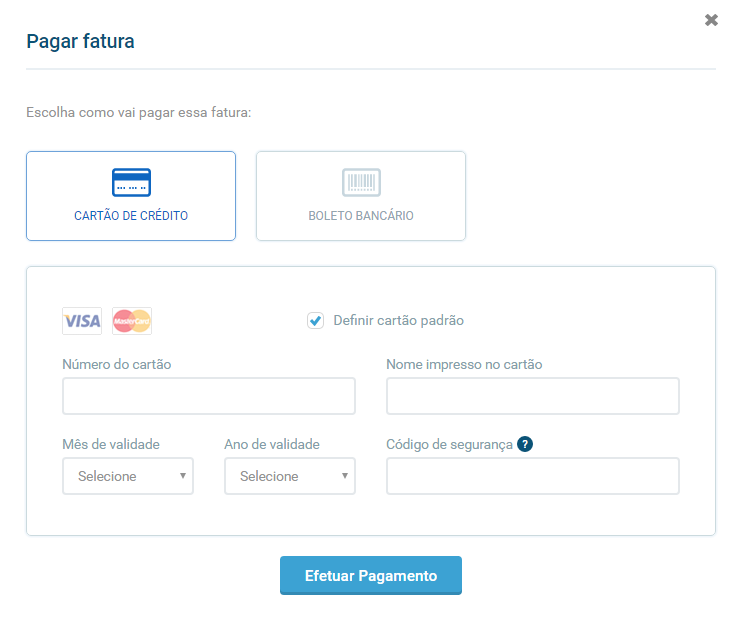 Pagar fatura
Escolha como vai pagar essa fatura:
CARTÃO DE CRÉDITO
BOLETO BANCÁRIO
VISA MasterCard
Definir cartão padrão
Número do cartão
Nome impresso no cartão
Mês de validade
Ano de validade
Código de segurança ?
Selecione
Selecione
Efetuar Pagamento